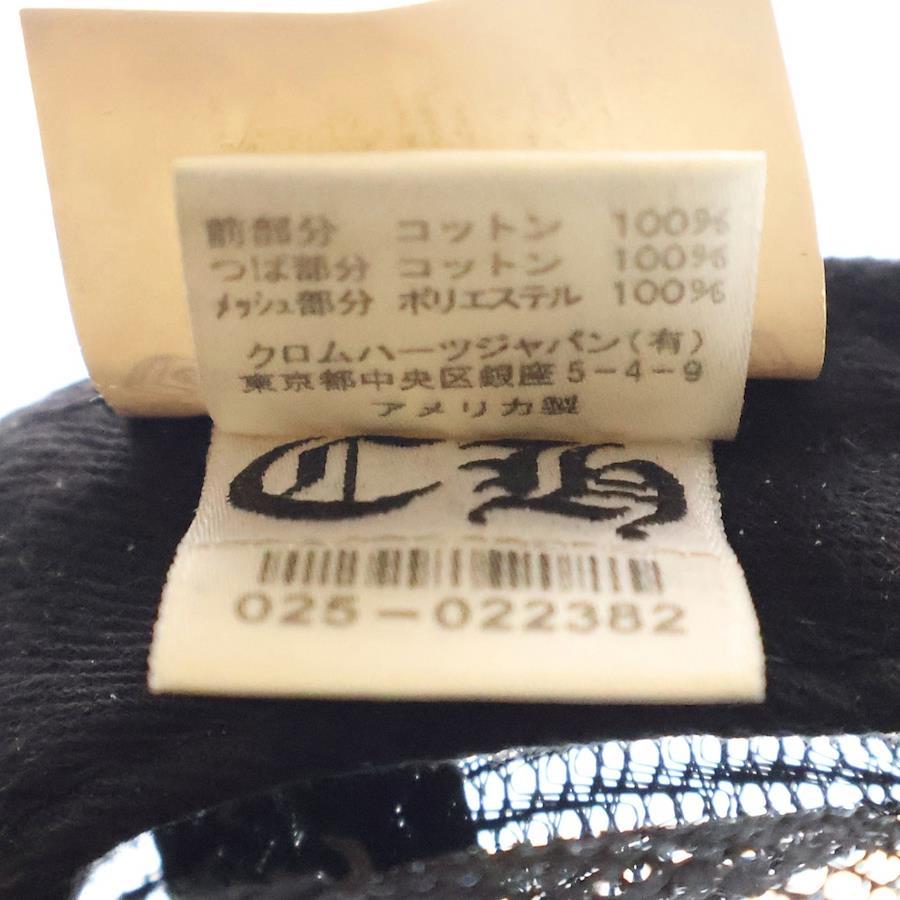 前部分 コットン 100%
つば部分 コットン 100%
メッシュ部分 ポリエステル 100%
クロムハーツジャパン(有)
東京都中央区銀座5-4-9
アメリカ製
CH
025-022382